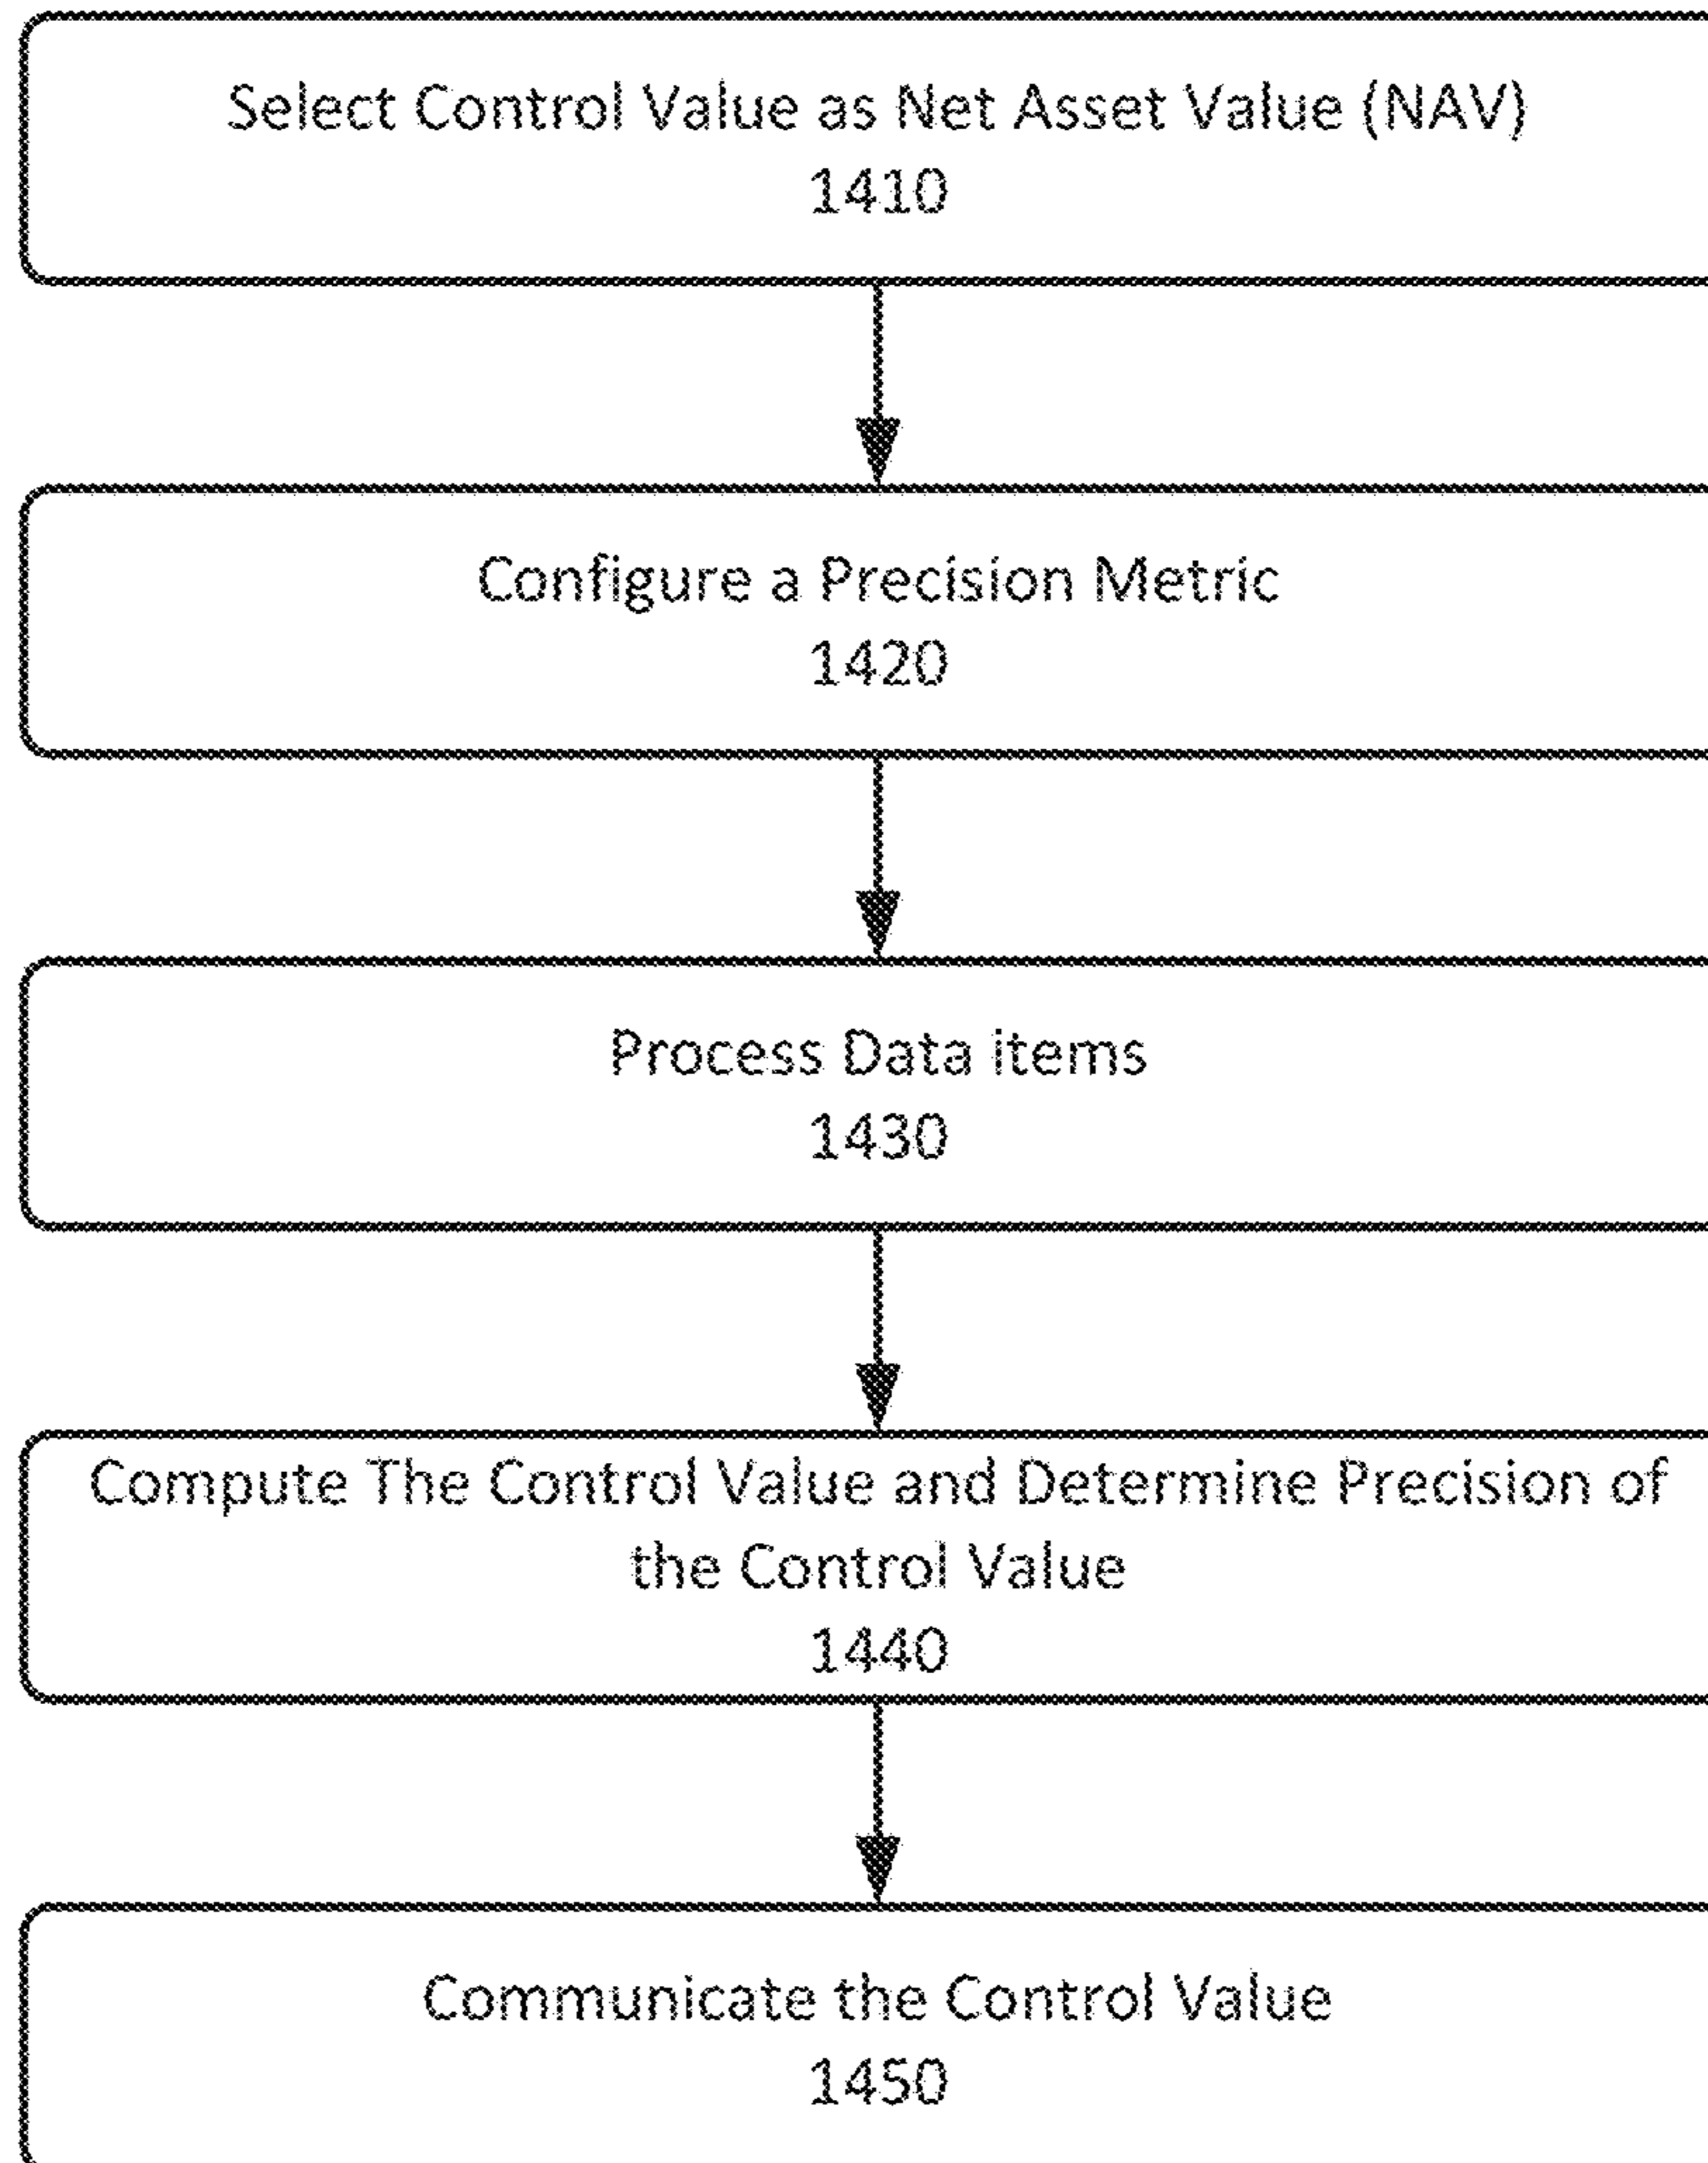 Select Control Value as Net Asset Value (NAV)
1410
Configure a Precision Metric
1420
Process Data items
1430
Compute The Control Value and Determine Precision of
the Control Value
1440
Communicate the Control Value
1450